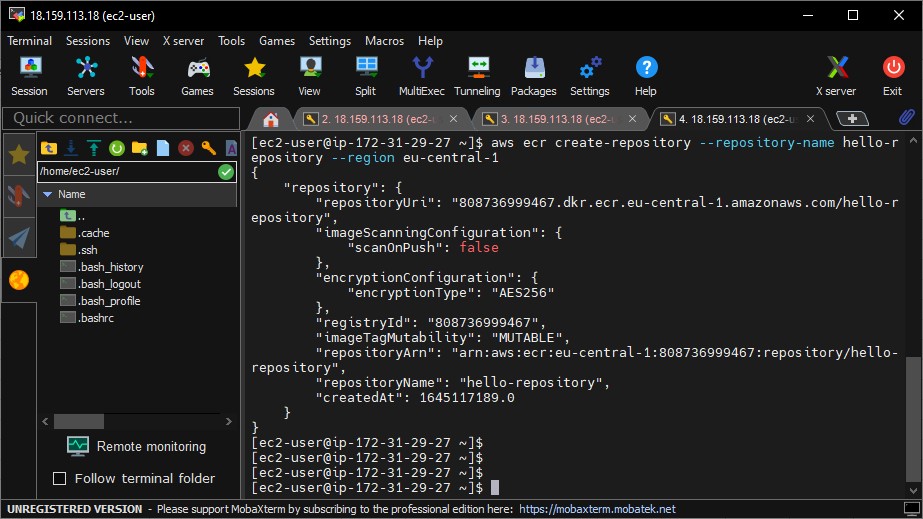 18.159.113.18 (ec2-user)
Terminal Sessions View X server Tools Games Settings Macros Help
Session Servers Tools Games Sessions View Split MultiExec Tunneling Packages Settings Help X server Exit
Quick connect...
2. 18.159.113.18 (ec2-u
3. 18.159.113.18 (ec2-u
4. 18.159.113.18 (ec2-u
/home/ec2-user/
Name
..
.cache
.ssh
.bash_history
.bash_logout
.bash_profile
.bashrc
Remote monitoring
Follow terminal folder
[ec2-user@ip-172-31-29-27 ~]$ aws ecr create-repository --repository-name hello-r
epository --region eu-central-1
{
    "repository": {
        "repositoryUri": "808736999467.dkr.ecr.eu-central-1.amazonaws.com/hello-r
epository",
        "imageScanningConfiguration": {
            "scanOnPush": false
        },
        "encryptionConfiguration": {
            "encryptionType": "AES256"
        },
        "registryId": "808736999467",
        "imageTagMutability": "MUTABLE",
        "repositoryArn": "arn:aws:ecr:eu-central-1:808736999467:repository/hello-
repository",
        "repositoryName": "hello-repository",
        "createdAt": 1645117189.0
    }
}
[ec2-user@ip-172-31-29-27 ~]$
[ec2-user@ip-172-31-29-27 ~]$
[ec2-user@ip-172-31-29-27 ~]$
[ec2-user@ip-172-31-29-27 ~]$
UNREGISTERED VERSION - Please support MobaXterm by subscribing to the professional edition here: https://mobaxterm.mobatek.net